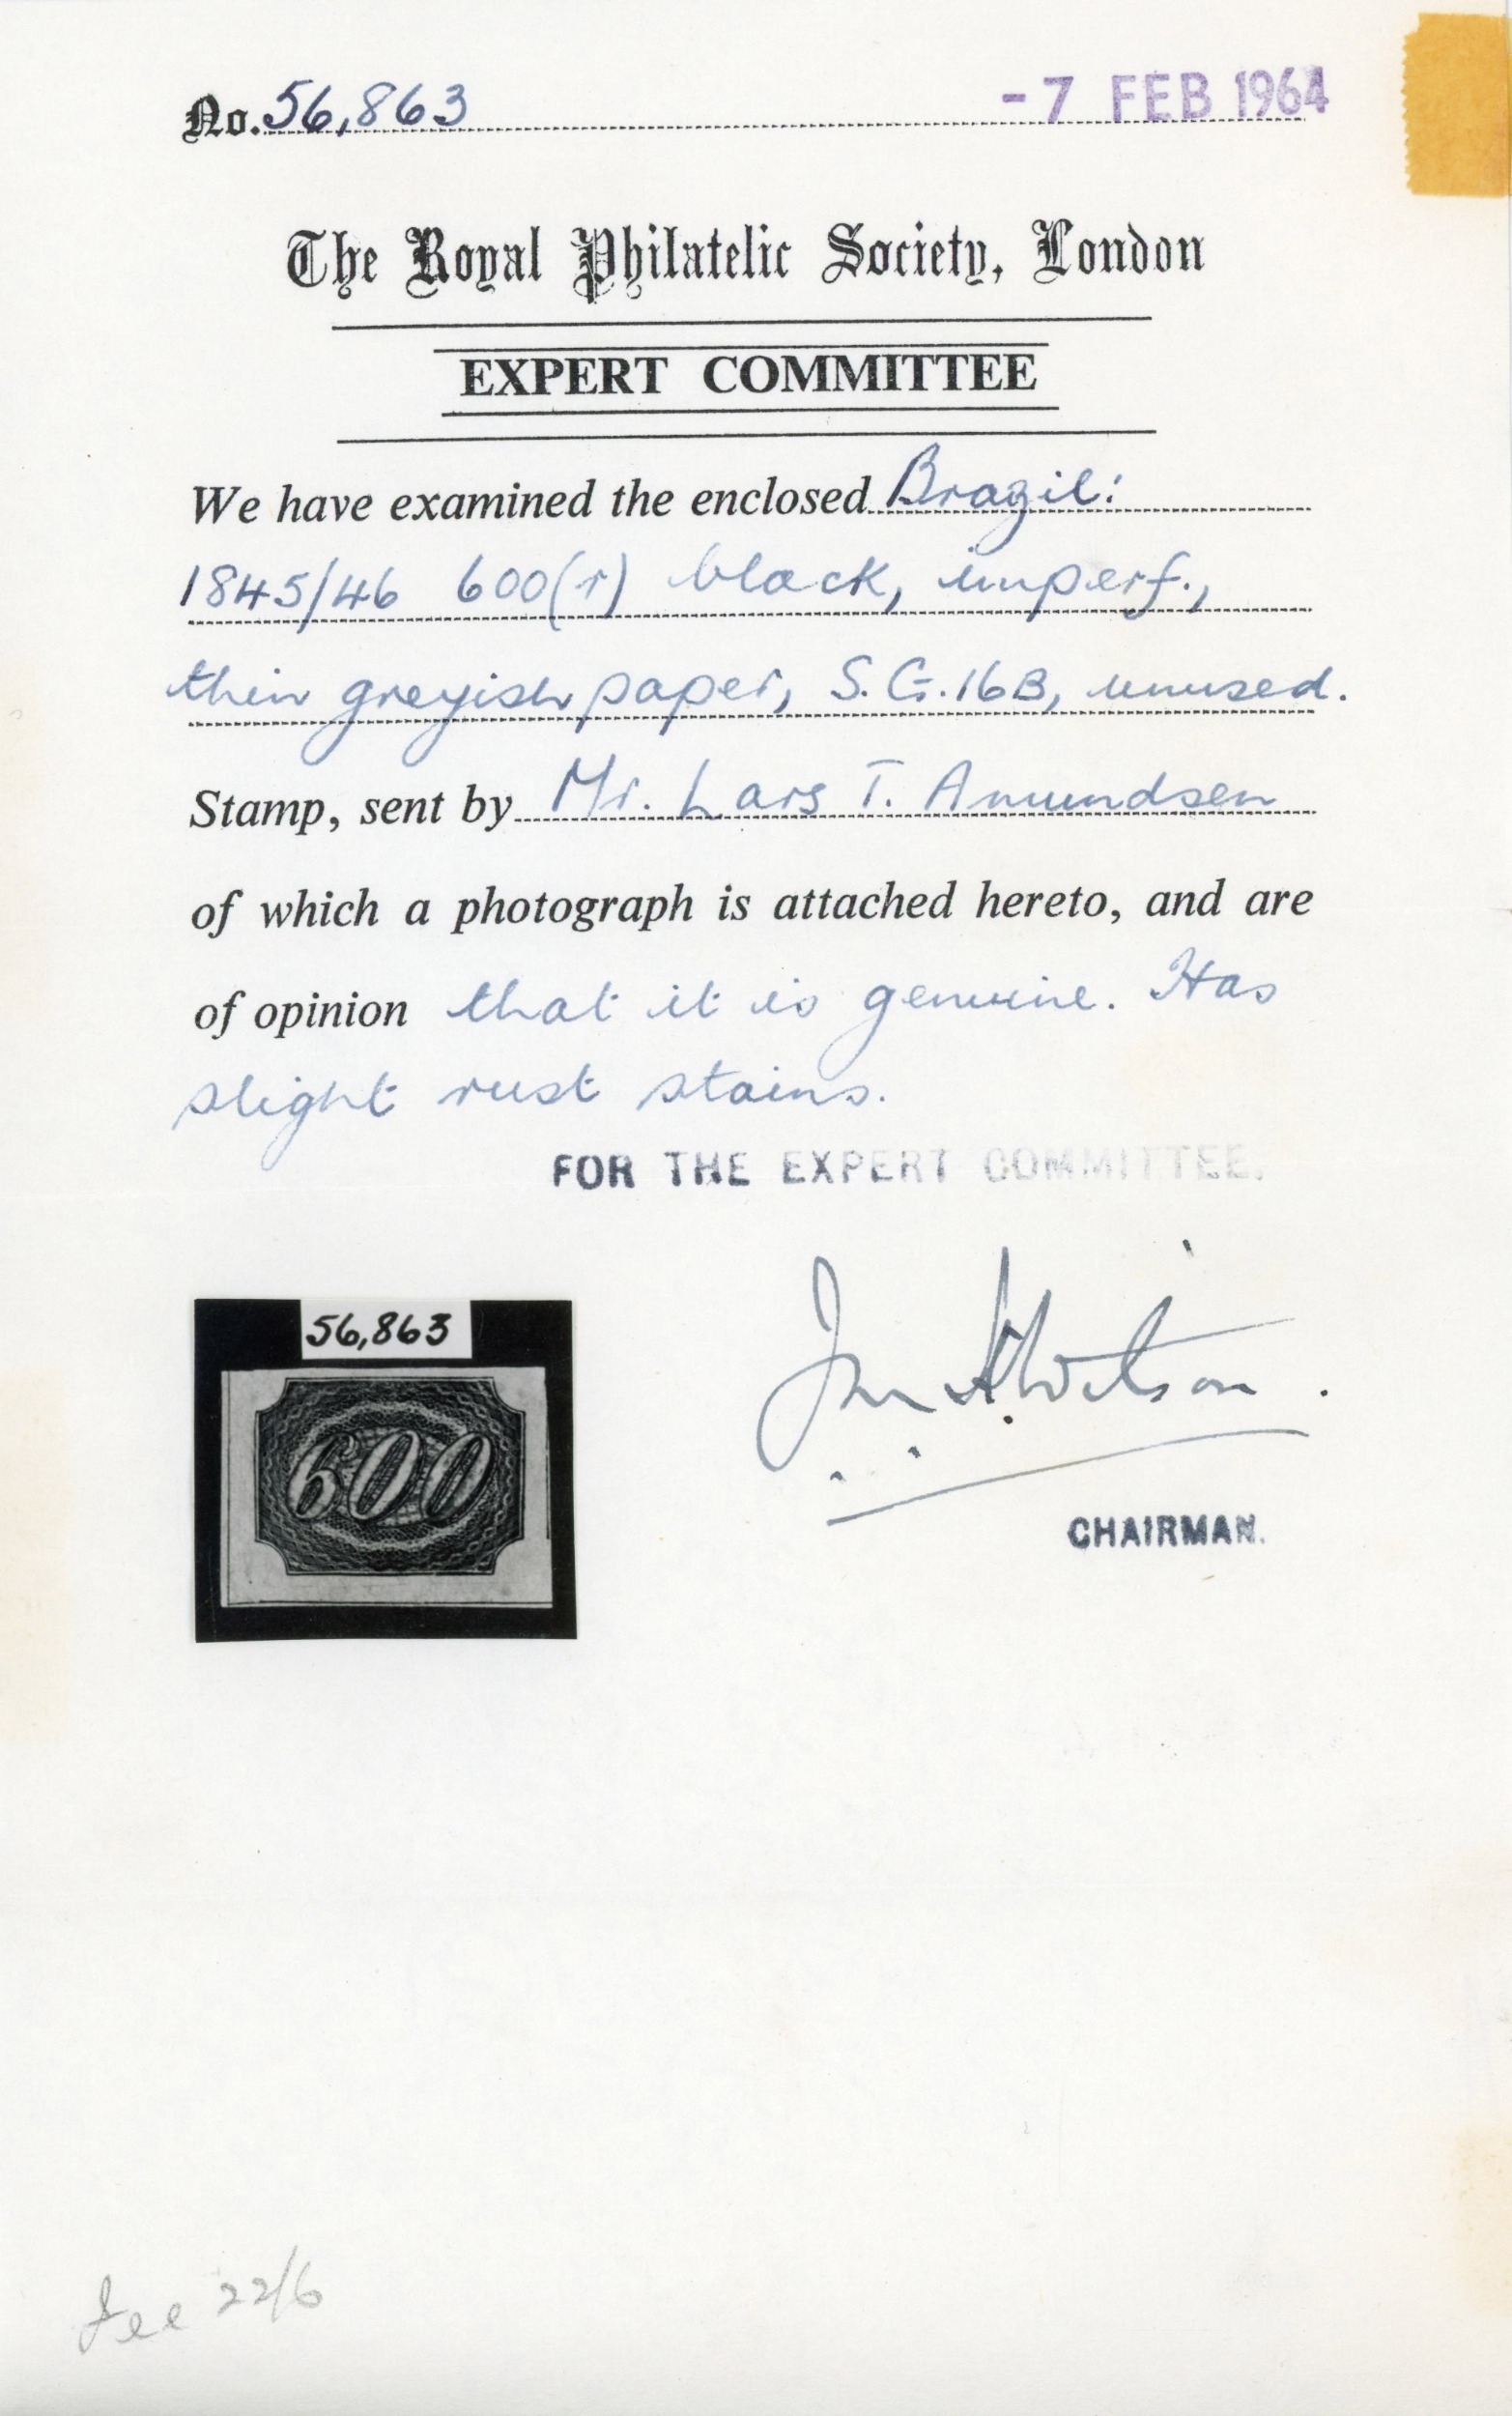 No. 56,863 - 7 FEB 1964
The Royal Philatelic Society, London
EXPERT COMMITTEE
We have examined the enclosed Brazil:
1845/46 600(r) black, imperf.,
thin greyish paper, S.G.16B, unused.
Stamp, sent by Mr. Lars T. Amundsen
of which a photograph is attached hereto, and are
of opinion that it is genuine. Has
slight rust stains.
FOR THE EXPERT COMMITTEE.
56,863
600
CHAIRMAN.
Fee 22/6